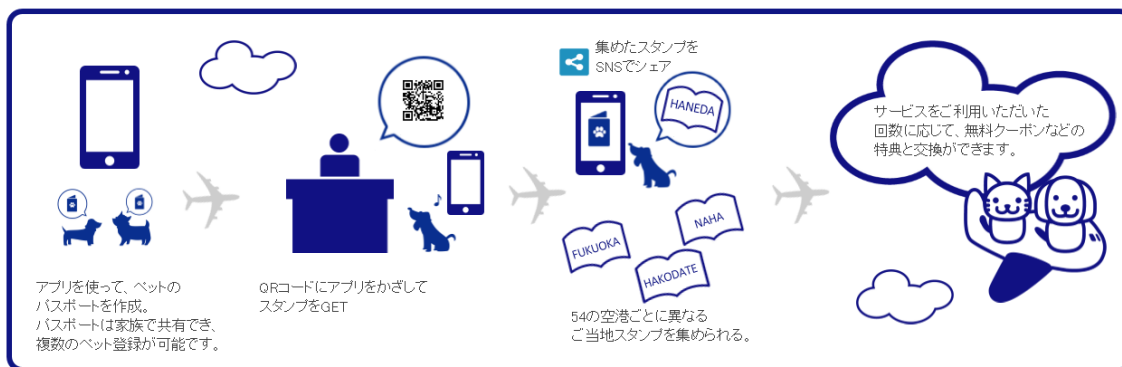 アプリを使って、ペットの
パスポートを作成。
パスポートは家族で共有でき、
複数のペット登録が可能です。
QRコードにアプリをかざして
スタンプをGET
集めたスタンプを
SNSでシェア
HANEDA
NAHA
FUKUOKA
HAKODATE
54の空港ごとに異なる
ご当地スタンプを集められる。
サービスをご利用いただいた
回数に応じて、無料クーポンなどの
特典と交換ができます。